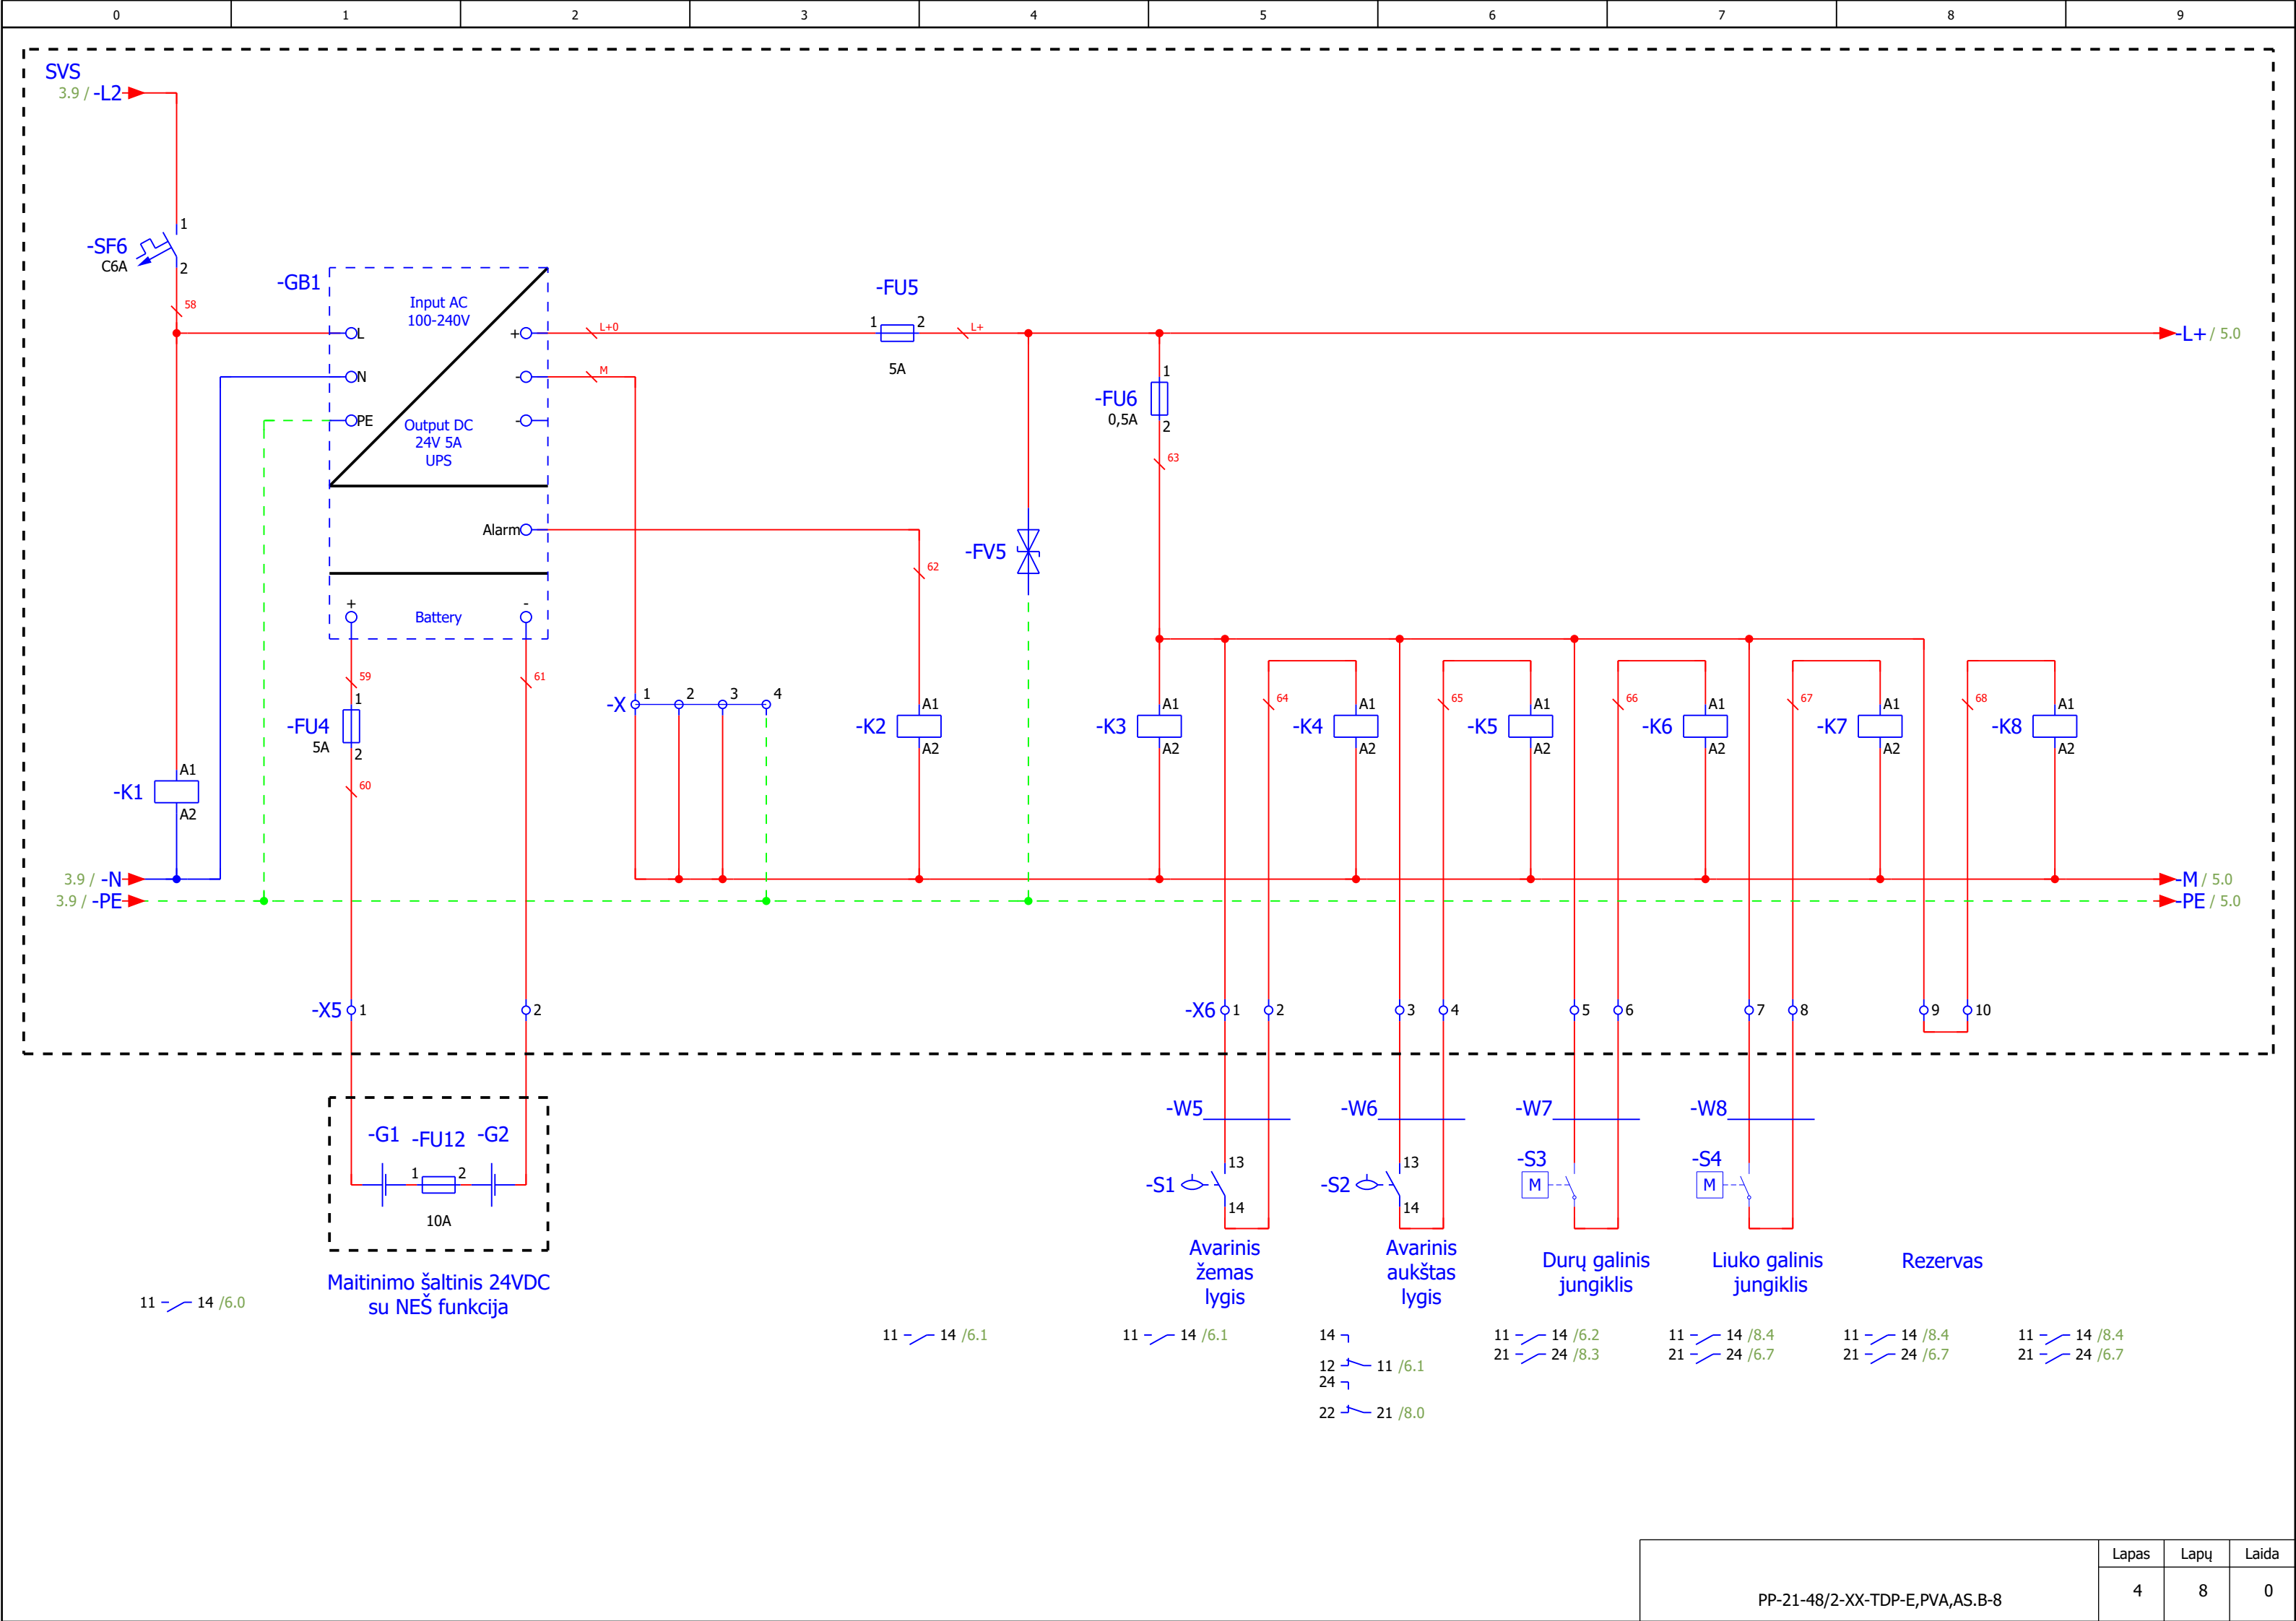 0 1 2 3 4 5 6 7 8 9
SVS
3.9 / -L2
1
-SF6
C6A
2
58
-GB1
Input AC
100-240V
L
N
PE
+
-
-
Output DC
24V 5A
UPS
Alarm
+
-
Battery
L+0
M
-FU5
1 2
5A
L+
-L+ / 5.0
1
-FU6
0,5A
2
63
62
-FV5
59
1
-FU4
5A
2
60
61
-X 1 2 3 4
A1
-K2
A2
A1
-K3
A2
64
A1
-K4
A2
65
A1
-K5
A2
66
A1
-K6
A2
67
A1
-K7
A2
68
A1
-K8
A2
A1
-K1
A2
3.9 / -N
3.9 / -PE
-M / 5.0
-PE / 5.0
-X5 1 2
-X6 1 2 3 4 5 6 7 8 9 10
-G1 -FU12 -G2
1 2
10A
Maitinimo šaltinis 24VDC
su NEŠ funkcija
-W5
-W6
-W7
-W8
13
-S1
14
13
-S2
14
-S3
M
-S4
M
Avarinis
žemas
lygis
Avarinis
aukštas
lygis
Durų galinis
jungiklis
Liuko galinis
jungiklis
Rezervas
11 14 /6.0
11 14 /6.1
11 14 /6.1
14
12 11 /6.1
24
22 21 /8.0
11 14 /6.2
21 24 /8.3
11 14 /8.4
21 24 /6.7
11 14 /8.4
21 24 /6.7
11 14 /8.4
21 24 /6.7
Lapas Lapų Laida
PP-21-48/2-XX-TDP-E,PVA,AS.B-8
4 8 0